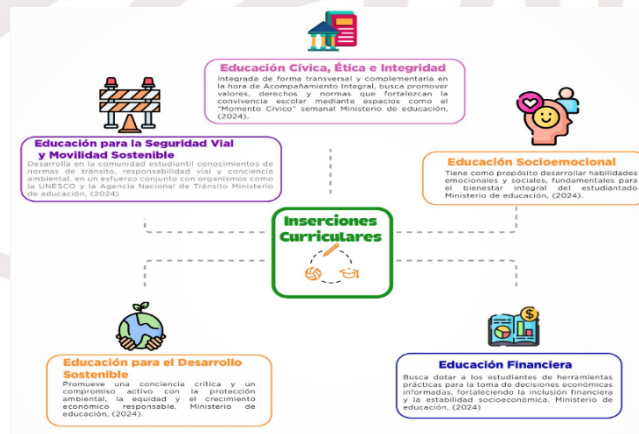 Educación Cívica, Ética e Integridad
Integrada de forma transversal y complementaria en
la hora de Acompañamiento Integral, busca promover
valores, derechos y normas que fortalezcan la
convivencia escolar mediante espacios como el
"Momento Cívico" semanal Ministerio de educación,
(2024).
Educación para la Seguridad Vial
y Movilidad Sostenible
Desarrolla en la comunidad estudiantil conocimientos de
normas de tránsito, responsabilidad vial y conciencia
ambiental, en un esfuerzo conjunto con organismos como
la UNESCO y la Agencia Nacional de Tránsito Ministerio
de educación, (2024)
Educación Socioemocional
Tiene como propósito desarrollar habilidades
emocionales y sociales, fundamentales para
el bienestar integral del estudiantado
Ministerio de educación, (2024).
Inserciones
Curriculares
Educación para el Desarrollo
Sostenible
Promueve una conciencia crítica y un
compromiso activo con la protección
ambiental, la equidad y el crecimiento
económico responsable. Ministerio de
educación, (2024).
Educación Financiera
Busca dotar a los estudiantes de herramientas
prácticas para la toma de decisiones económicas
informadas, fortaleciendo la inclusión financiera
y la estabilidad socioeconómica. Ministerio de
educación, (2024)